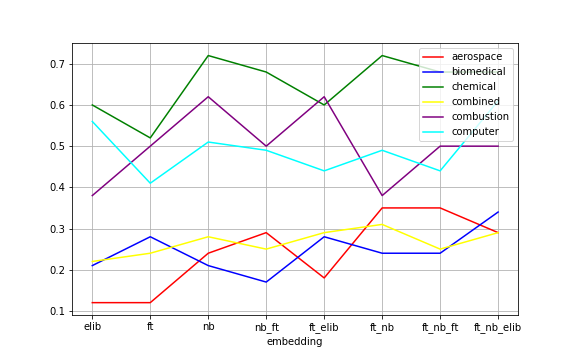 0.7
0.6
0.5
0.4
0.3
0.2
0.1
aerospace
biomedical
chemical
combined
combustion
computer
elib ft nb nb_ft ft_elib ft_nb ft_nb_ft ft_nb_elib
embedding